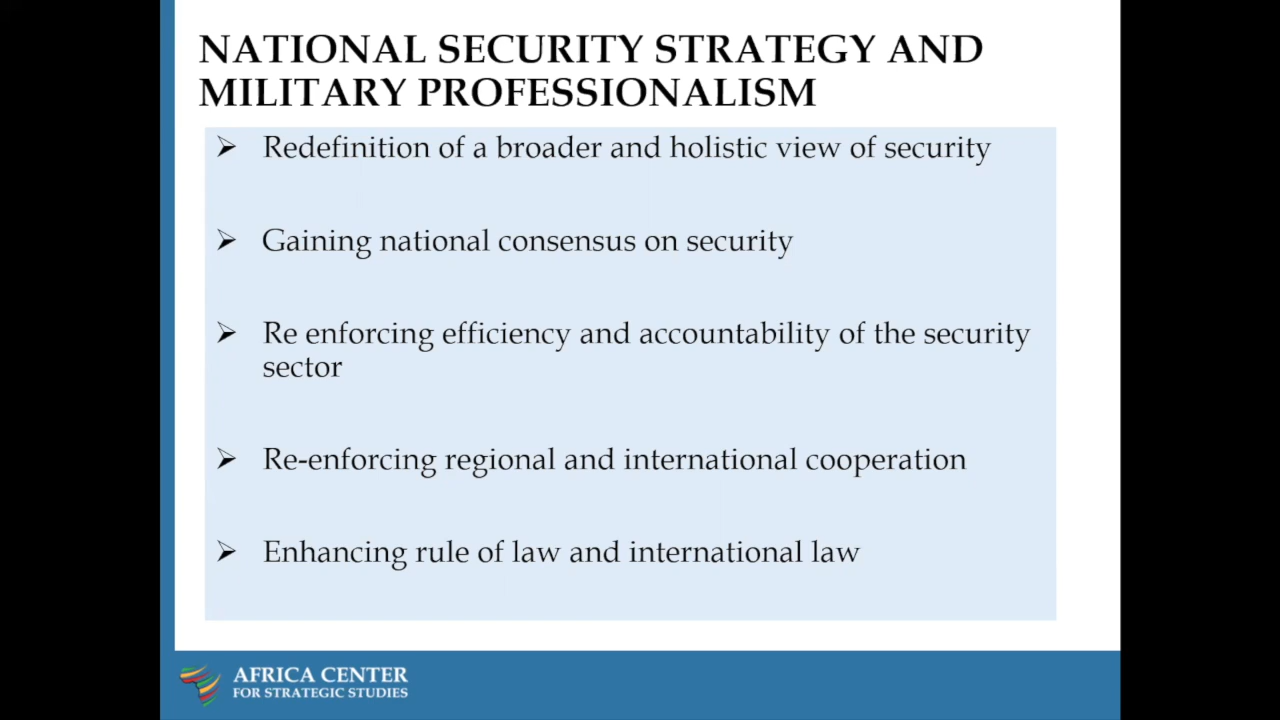 NATIONAL SECURITY STRATEGY AND
MILITARY PROFESSIONALISM
Redefinition of a broader and holistic view of security
Gaining national consensus on security
Re enforcing efficiency and accountability of the security
sector
Re-enforcing regional and international cooperation
Enhancing rule of law and international law
AFRICA CENTER
FOR STRATEGIC STUDIES